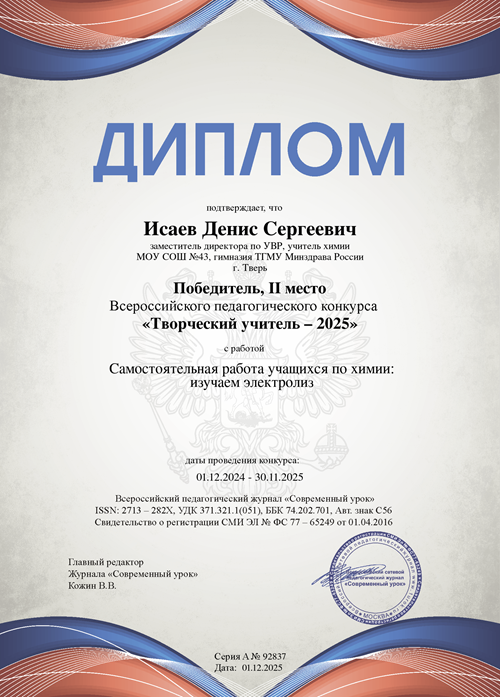 ДИПЛОМ
подтверждает, что
Исаев Денис Сергеевич
заместитель директора по УВР, учитель химии
МОУ СОШ №43, гимназия ТГМУ Минздрава России
г. Тверь
Победитель, II место
Всероссийского педагогического конкурса
«Творческий учитель – 2025»
с работой
Самостоятельная работа учащихся по химии:
изучаем электролиз
даты проведения конкурса:
01.12.2024 - 30.11.2025
Всероссийский педагогический журнал «Современный урок»
ISSN: 2713 – 282X, УДК 371.321.1(051), ББК 74.202.701, Авт. знак С56
Свидетельство о регистрации СМИ ЭЛ № ФС 77 – 65249 от 01.04.2016
Главный редактор
Журнала «Современный урок»
Кожин В.В.
сетевой
педагогический журнал
«Современный урок»
МОСКВА
Серия А № 92837
Дата: 01.12.2025